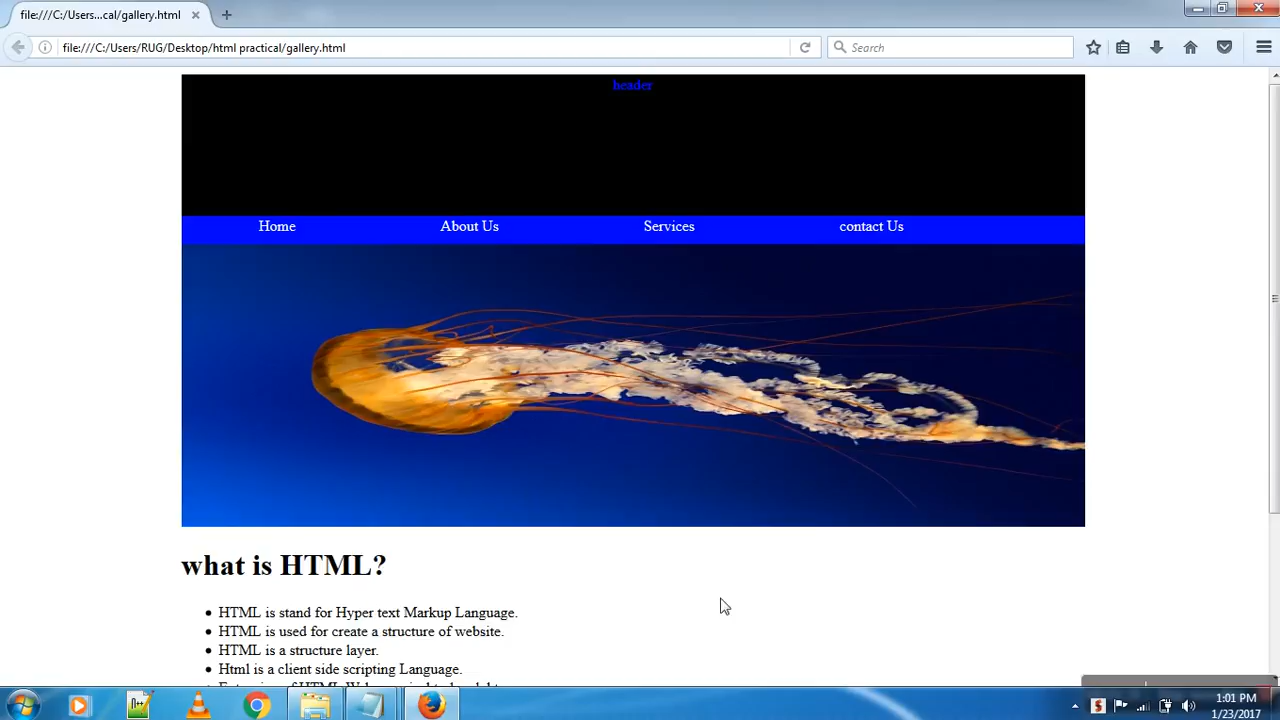 file:///C:/Users...cal/gallery.html
file:///C:/Users/RUG/Desktop/html practical/gallery.html
Search
header
Home About Us Services contact Us
what is HTML?
HTML is stand for Hyper text Markup Language.
HTML is used for create a structure of website.
HTML is a structure layer.
Html is a client side scripting Language.
1:01 PM
1/23/2017